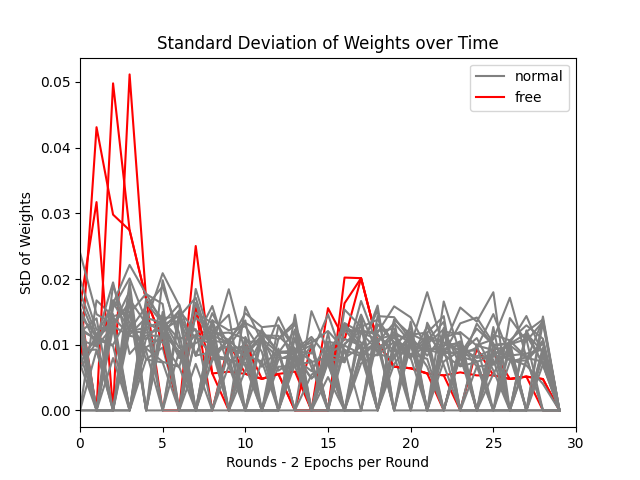 Standard Deviation of Weights over Time
normal
free
0.05
0.04
0.03
0.02
0.01
0.00
StD of Weights
0 5 10 15 20 25 30
Rounds - 2 Epochs per Round